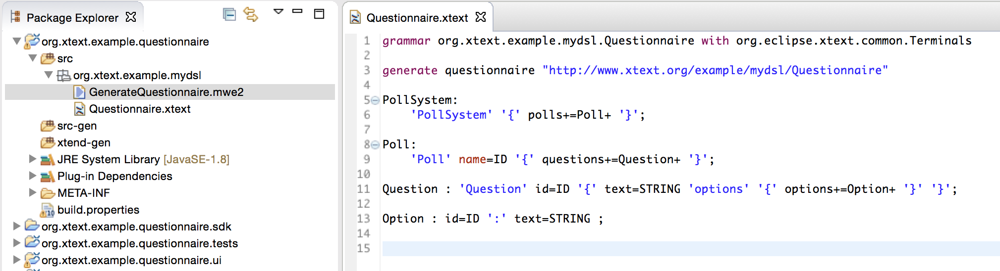 Package Explorer
org.xtext.example.questionnaire
src
org.xtext.example.mydsl
GenerateQuestionnaire.mwe2
Questionnaire.xtext
src-gen
xtend-gen
JRE System Library [JavaSE-1.8]
Plug-in Dependencies
META-INF
build.properties
org.xtext.example.questionnaire.sdk
org.xtext.example.questionnaire.tests
org.xtext.example.questionnaire.ui
Questionnaire.xtext
1 grammar org.xtext.example.mydsl.Questionnaire with org.eclipse.xtext.common.Terminals
2
3 generate questionnaire "http://www.xtext.org/example/mydsl/Questionnaire"
4
5 PollSystem:
6 'PollSystem' '{' polls+=Poll+ '}';
7
8 Poll:
9 'Poll' name=ID '{' questions+=Question+ '}';
10
11 Question : 'Question' id=ID '{' text=STRING 'options' '{' options+=Option+ '}' '}';
12
13 Option : id=ID ':' text=STRING ;
14
15